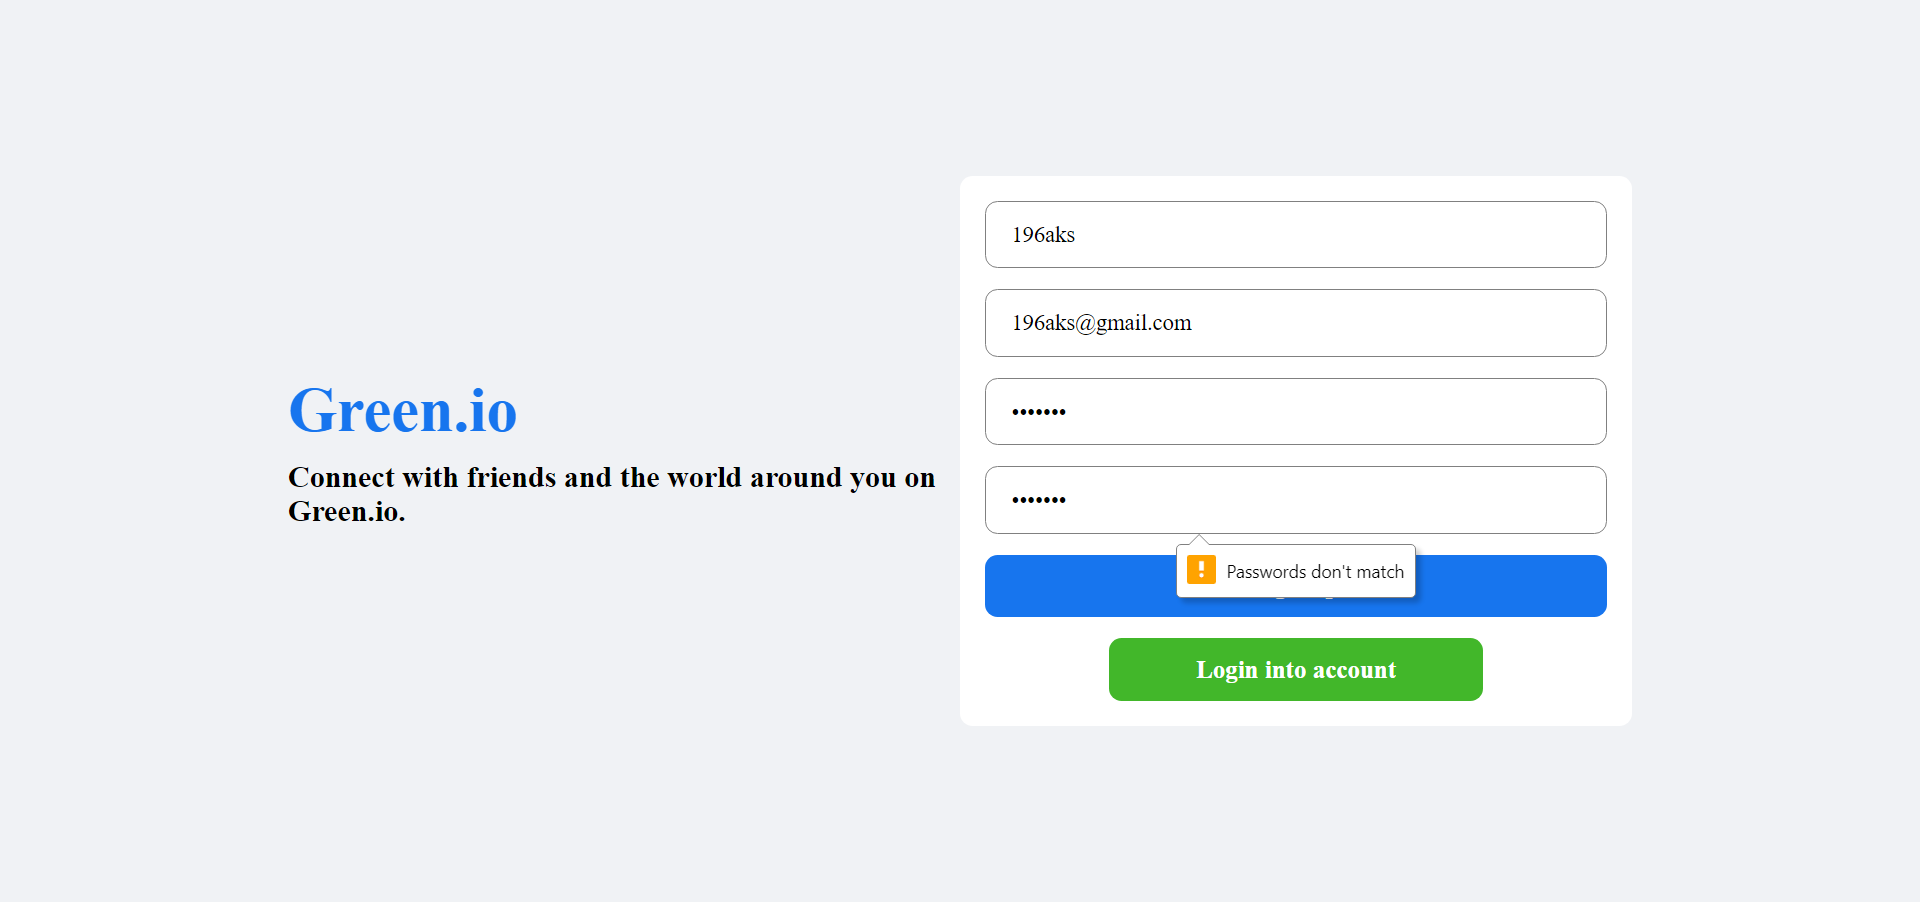 Green.io
Connect with friends and the world around you on
Green.io.
196aks
196aks@gmail.com
•••••••
•••••••
Passwords don't match
Login into account